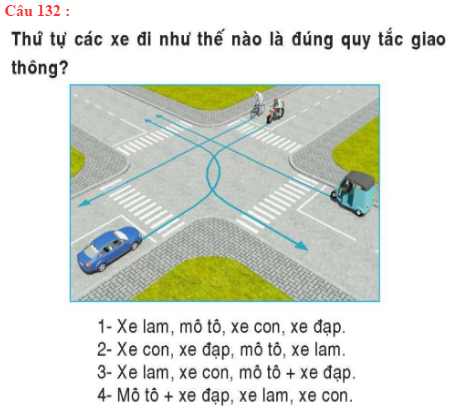 Câu 132 :
Thứ tự các xe đi như thế nào là đúng quy tắc giao
thông?
1- Xe lam, mô tô, xe con, xe đạp.
2- Xe con, xe đạp, mô tô, xe lam.
3- Xe lam, xe con, mô tô + xe đạp.
4- Mô tô + xe đạp, xe lam, xe con.